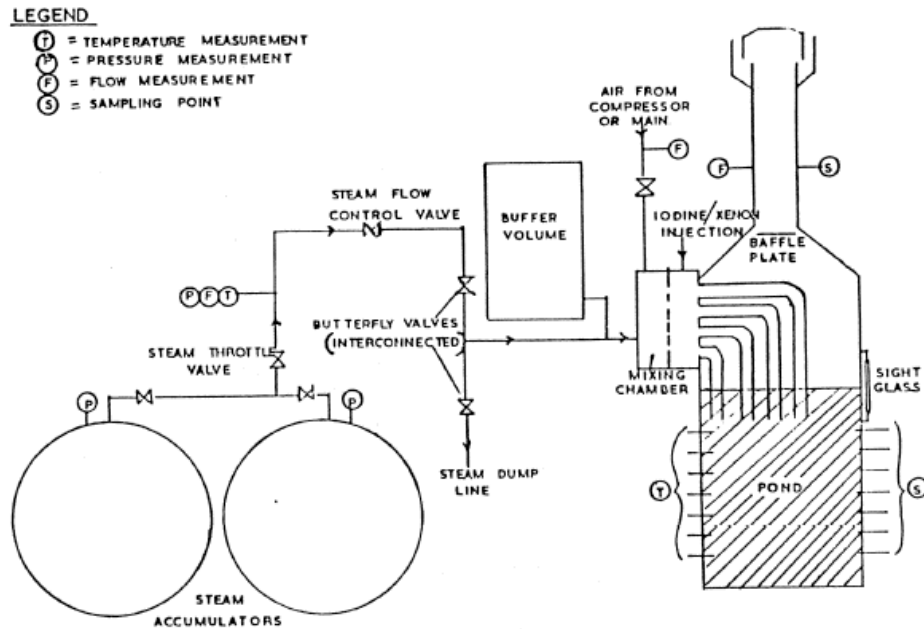 LEGEND
T = TEMPERATURE MEASUREMENT
P = PRESSURE MEASUREMENT
F = FLOW MEASUREMENT
S = SAMPLING POINT
AIR FROM
COMPRESSOR
OR MAIN
F
F
S
STEAM FLOW
CONTROL VALVE
BUFFER
VOLUME
IODINE/XENON
INJECTION
BAFFLE
PLATE
P F T
BUTTERFLY VALVES
(INTERCONNECTED)
STEAM THROTTLE
VALVE
MIXING
CHAMBER
SIGHT
GLASS
P
P
STEAM DUMP
LINE
T
POND
S
STEAM
ACCUMULATORS